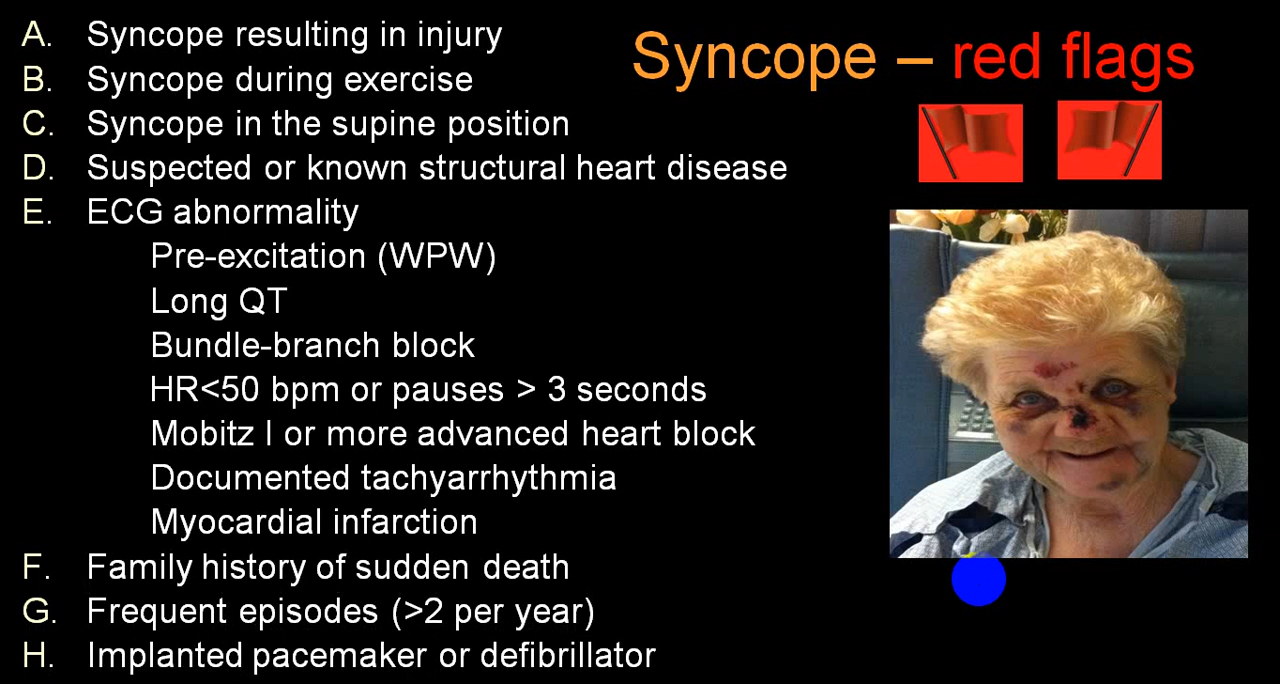 Syncope – red flags
A. Syncope resulting in injury
B. Syncope during exercise
C. Syncope in the supine position
D. Suspected or known structural heart disease
E. ECG abnormality
Pre-excitation (WPW)
Long QT
Bundle-branch block
HR<50 bpm or pauses > 3 seconds
Mobitz I or more advanced heart block
Documented tachyarrhythmia
Myocardial infarction
F. Family history of sudden death
G. Frequent episodes (>2 per year)
H. Implanted pacemaker or defibrillator